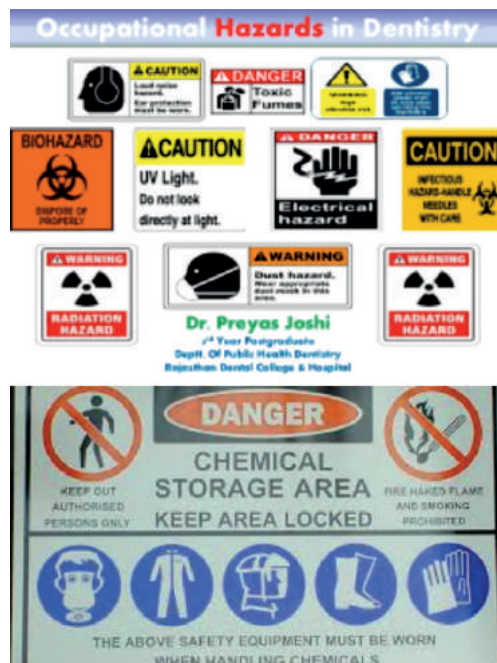 Occupational Hazards in Dentistry
CAUTION
Loud noise
hazard.
Ear protection
must be worn.
DANGER
Toxic
Fumes
BIOHAZARD
DISPOSE OF
PROPERLY
CAUTION
UV Light.
Do not look
directly at light.
DANGER
Electrical
hazard
CAUTION
INFECTIOUS
HAZARD-HANDLE
NEEDLES
WITH CARE
WARNING
RADIATION
HAZARD
WARNING
Dust hazard.
Wear appropriate
dust mask in this
area.
WARNING
RADIATION
HAZARD
Dr. Preyas Joshi
Year Postgraduate
Deptt. Of Public Health Dentistry
Rajasthan Dental College & Hospital
DANGER
CHEMICAL
STORAGE AREA
KEEP AREA LOCKED
KEEP OUT
AUTHORISED
PERSONS ONLY
FIRE NAKED FLAME
AND SMOKING
PROHIBITED
THE ABOVE SAFETY EQUIPMENT MUST BE WORN
WHEN HANDLING CHEMICALS